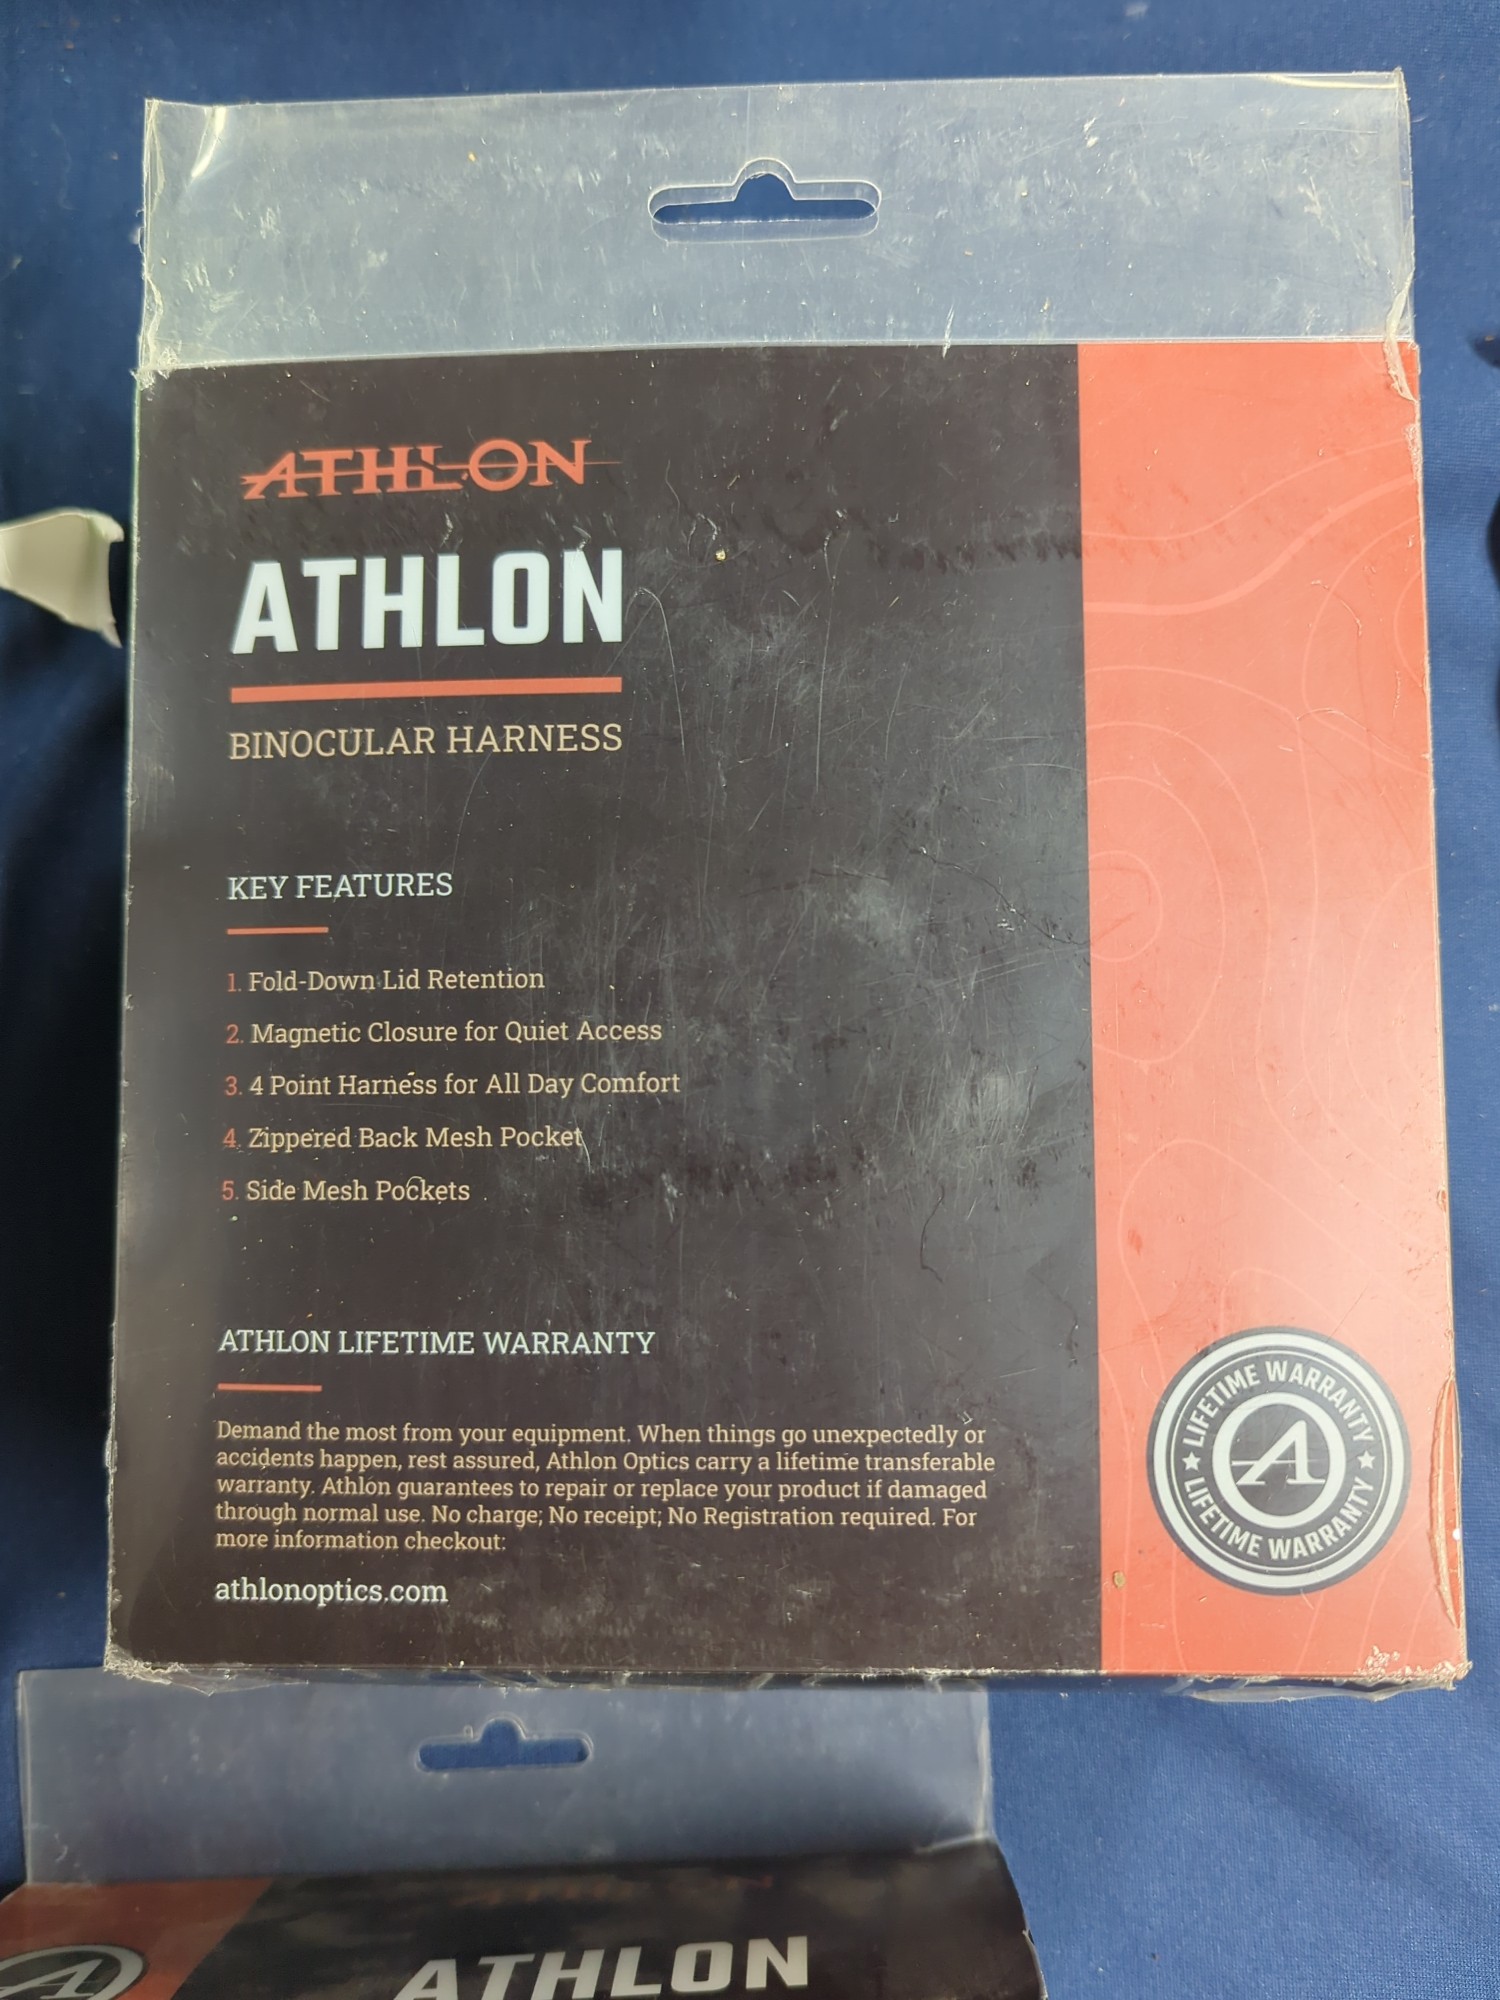 ATHLON
ATHLON
BINOCULAR HARNESS
KEY FEATURES
1. Fold-Down Lid Retention
2. Magnetic Closure for Quiet Access
3. 4 Point Harness for All Day Comfort
4. Zippered Back Mesh Pocket
5. Side Mesh Pockets
ATHLON LIFETIME WARRANTY
Demand the most from your equipment. When things go unexpectedly or
accidents happen, rest assured, Athlon Optics carry a lifetime transferable
warranty. Athlon guarantees to repair or replace your product if damaged
through normal use. No charge; No receipt; No Registration required. For
more information checkout:
athlonoptics.com
LIFETIME WARRANTY
A
LIFETIME WARRANTY
ATHLON